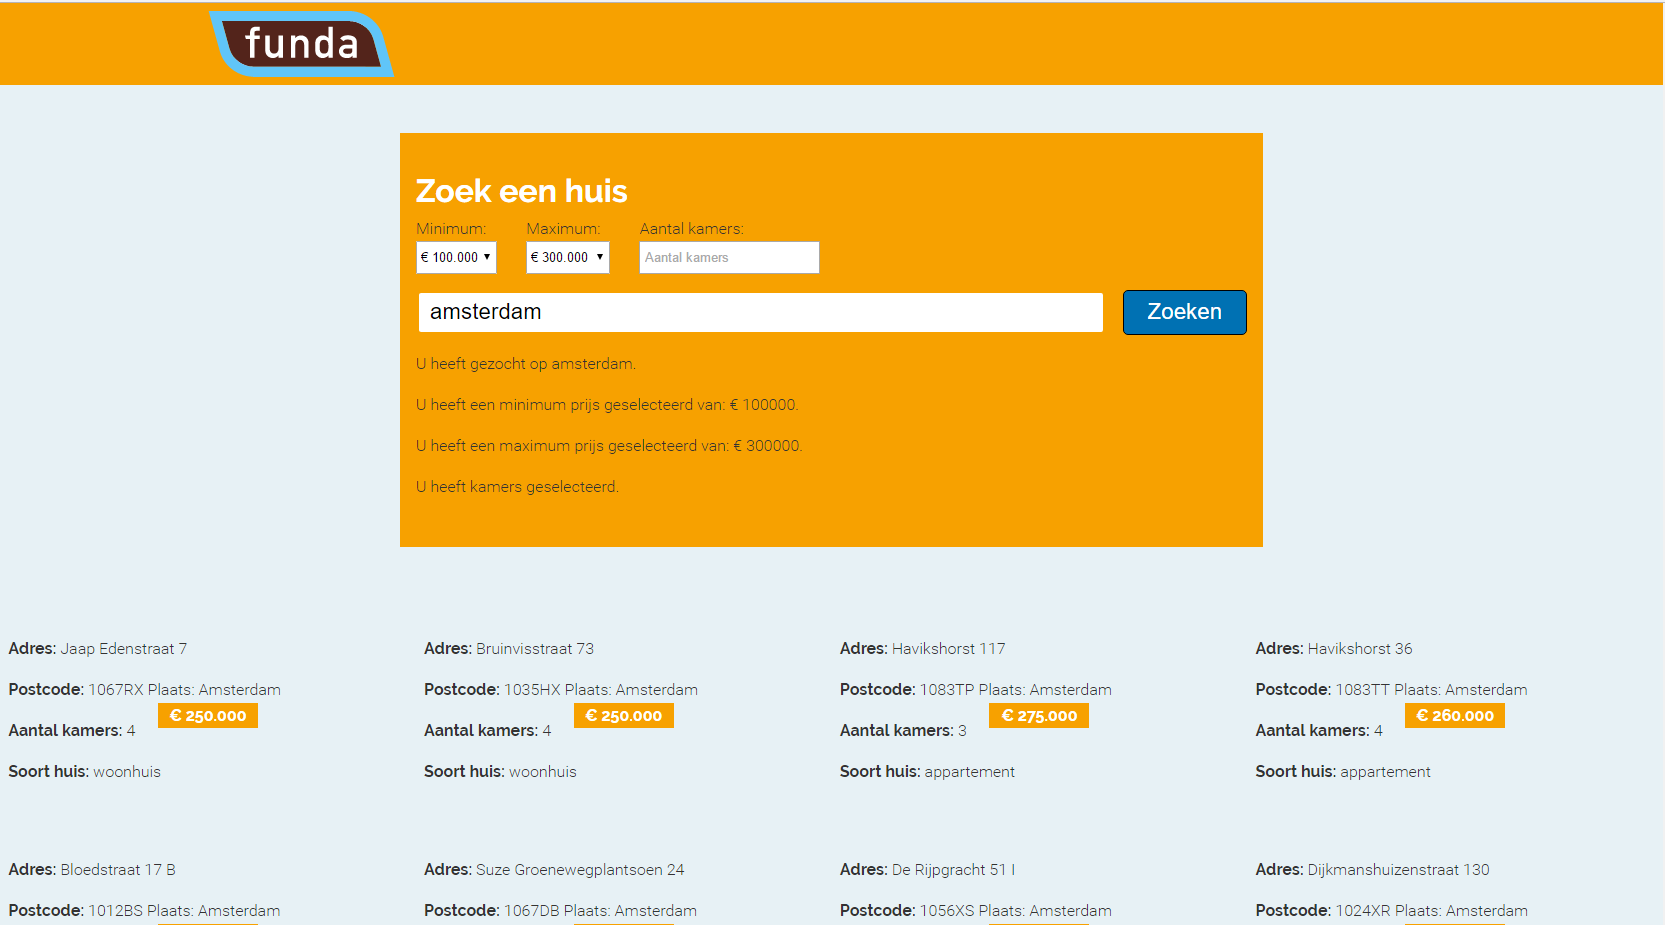 funda
Zoek een huis
Minimum: Maximum: Aantal kamers:
€ 100.000 € 300.000 Aantal kamers
amsterdam Zoeken
U heeft gezocht op amsterdam.
U heeft een minimum prijs geselecteerd van: € 100000.
U heeft een maximum prijs geselecteerd van: € 300000.
U heeft kamers geselecteerd.
Adres: Jaap Edenstraat 7
Postcode: 1067RX Plaats: Amsterdam
€ 250.000
Aantal kamers: 4
Soort huis: woonhuis
Adres: Bruinvisstraat 73
Postcode: 1035HX Plaats: Amsterdam
€ 250.000
Aantal kamers: 4
Soort huis: woonhuis
Adres: Havikshorst 117
Postcode: 1083TP Plaats: Amsterdam
€ 275.000
Aantal kamers: 3
Soort huis: appartement
Adres: Havikshorst 36
Postcode: 1083TT Plaats: Amsterdam
€ 260.000
Aantal kamers: 4
Soort huis: appartement
Adres: Bloedstraat 17 B
Postcode: 1012BS Plaats: Amsterdam
Adres: Suze Groenewegplantsoen 24
Postcode: 1067DB Plaats: Amsterdam
Adres: De Rijpgracht 51 I
Postcode: 1056XS Plaats: Amsterdam
Adres: Dijkmanshuizenstraat 130
Postcode: 1024XR Plaats: Amsterdam